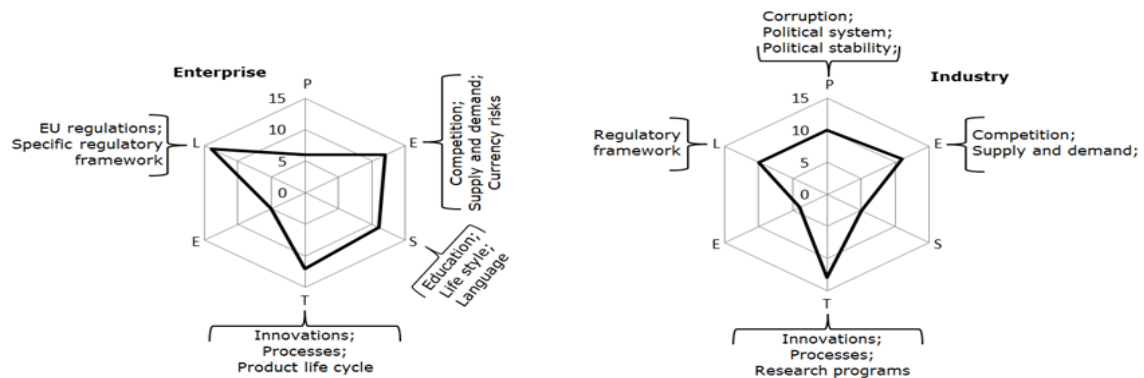 Enterprise
P
15
10
5
0
E
S
T
E
L
EU regulations;
Specific regulatory
framework
Competition;
Supply and demand;
Currency risks
Education;
Life style;
Language
Innovations;
Processes;
Product life cycle
Corruption;
Political system;
Political stability;
Industry
P
15
10
5
0
E
S
T
E
L
Regulatory
framework
Competition;
Supply and demand;
Innovations;
Processes;
Research programs